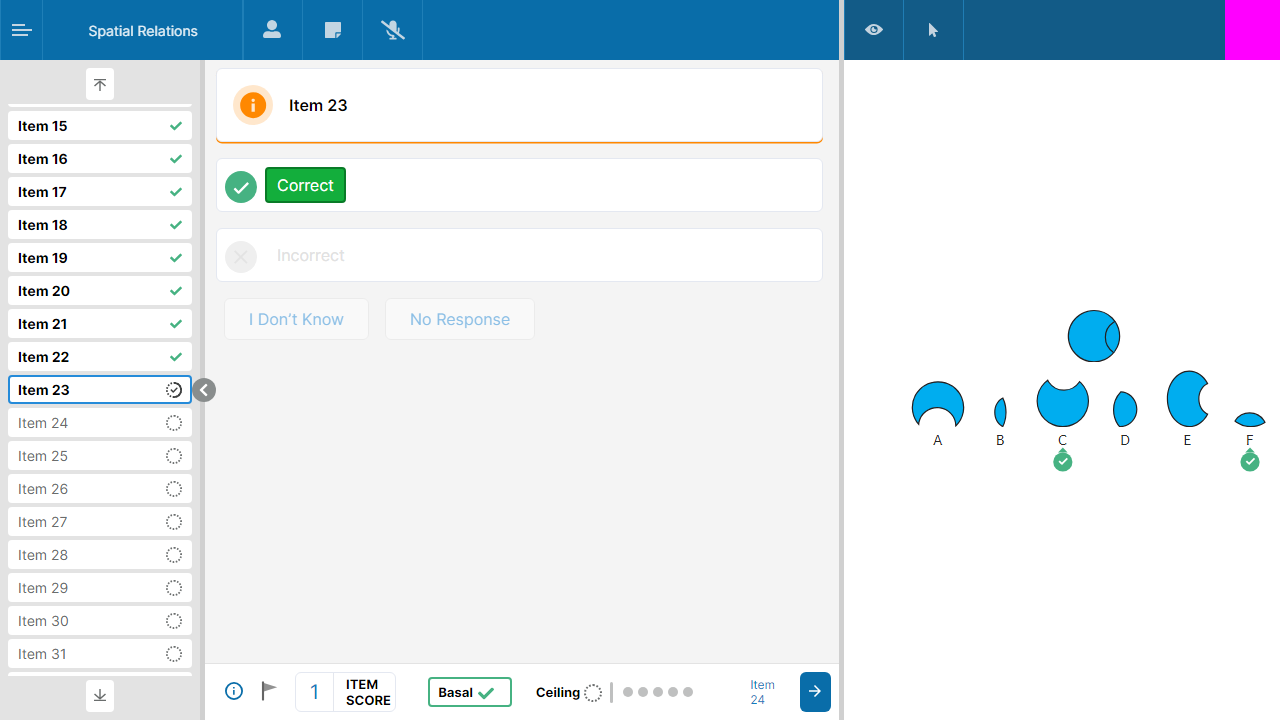 Spatial Relations
Item 15
Item 16
Item 17
Item 18
Item 19
Item 20
Item 21
Item 22
Item 23
Item 24
Item 25
Item 26
Item 27
Item 28
Item 29
Item 30
Item 31
Item 23
Correct
Incorrect
I Don't Know
No Response
1
ITEM
SCORE
Basal
Ceiling
Item
24
A B C D E F